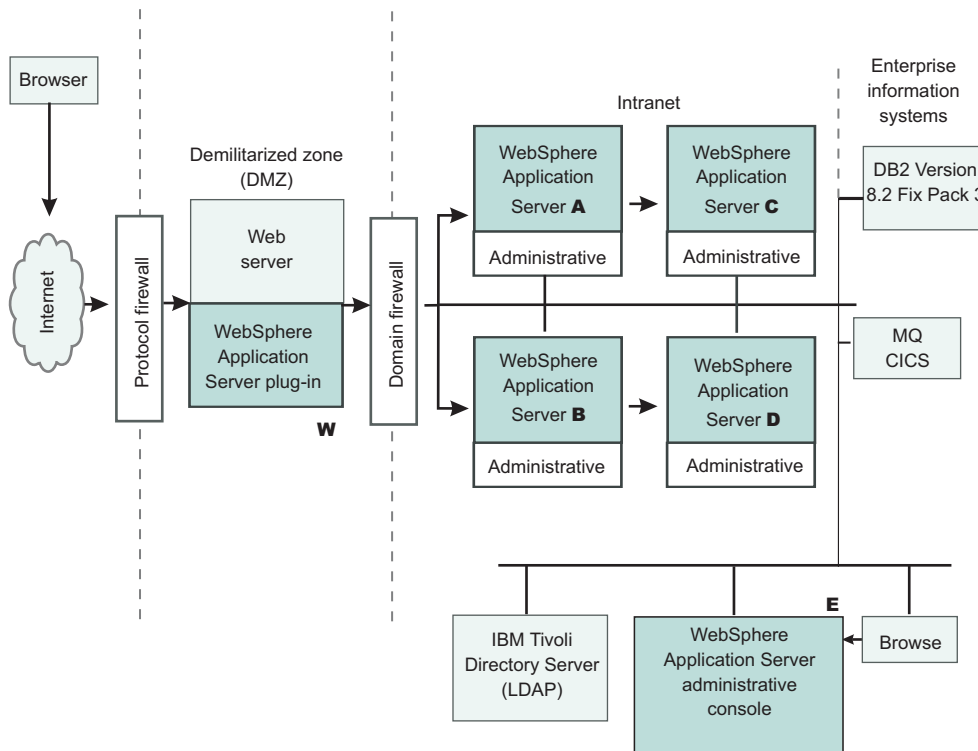 Browser
Internet
Protocol firewall
Demilitarized zone
(DMZ)
Web
server
WebSphere
Application
Server plug-in
W
Domain firewall
Intranet
WebSphere
Application
Server A
Administrative
WebSphere
Application
Server C
Administrative
WebSphere
Application
Server B
Administrative
WebSphere
Application
Server D
Administrative
Enterprise
information
systems
DB2 Version
8.2 Fix Pack 3
MQ
CICS
IBM Tivoli
Directory Server
(LDAP)
E
WebSphere
Application Server
administrative
console
Browse